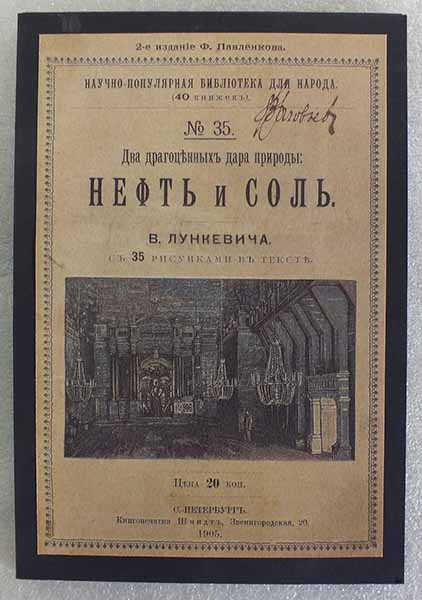 2-е изданіе Ф. Павленкова.
НАУЧНО-ПОПУЛЯРНАЯ БИБЛІОТЕКА ДЛЯ НАРОДА.
(40 книжекъ).
№ 35.
Два драгоцѣнныхъ дара природы:
НЕФТЬ и СОЛЬ.
В. ЛУНКЕВИЧА.
СЪ 35 РИСУНКАМИ ВЪ ТЕКСТѢ.
Цѣна 20 коп.
С.-ПЕТЕРБУРГЪ.
Книгопечатня Шмидтъ, Звенигородская, 20.
1905.